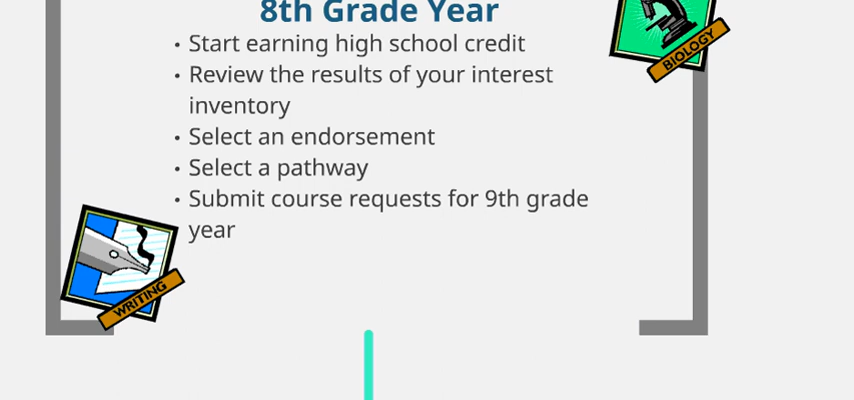 8th Grade Year
• Start earning high school credit
• Review the results of your interest
inventory
• Select an endorsement
• Select a pathway
• Submit course requests for 9th grade
year
BIOLOGY
WRITING